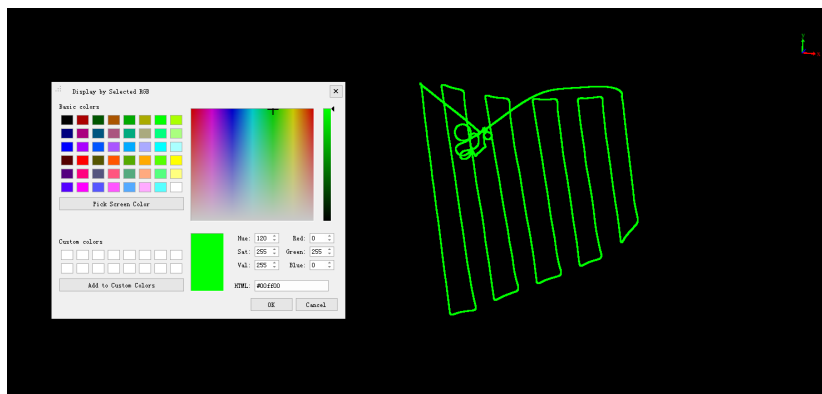 Display by Selected RGB
Basic colors
Pick Screen Color
Custom colors
Add to Custom Colors
Hue: 120 Red: 0
Sat: 255 Green: 255
Val: 255 Blue: 0
HTML: #00ff00
OK Cancel
Y